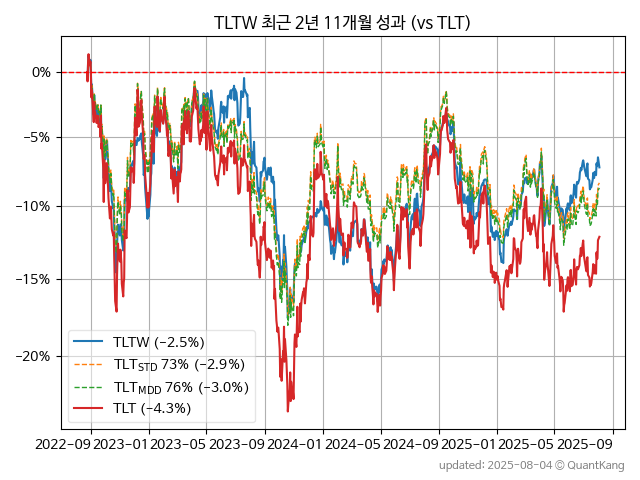 TLTW 최근 2년 11개월 성과 (vs TLT)
0%
−5%
−10%
−15%
−20%
TLTW (−2.5%)
TLT_STD 73% (−2.9%)
TLT_MDD 76% (−3.0%)
TLT (−4.3%)
2022−09 2023−01 2023−05 2023−09 2024−01 2024−05 2024−09 2025−01 2025−05 2025−09
updated: 2025-08-04 © QuantKang